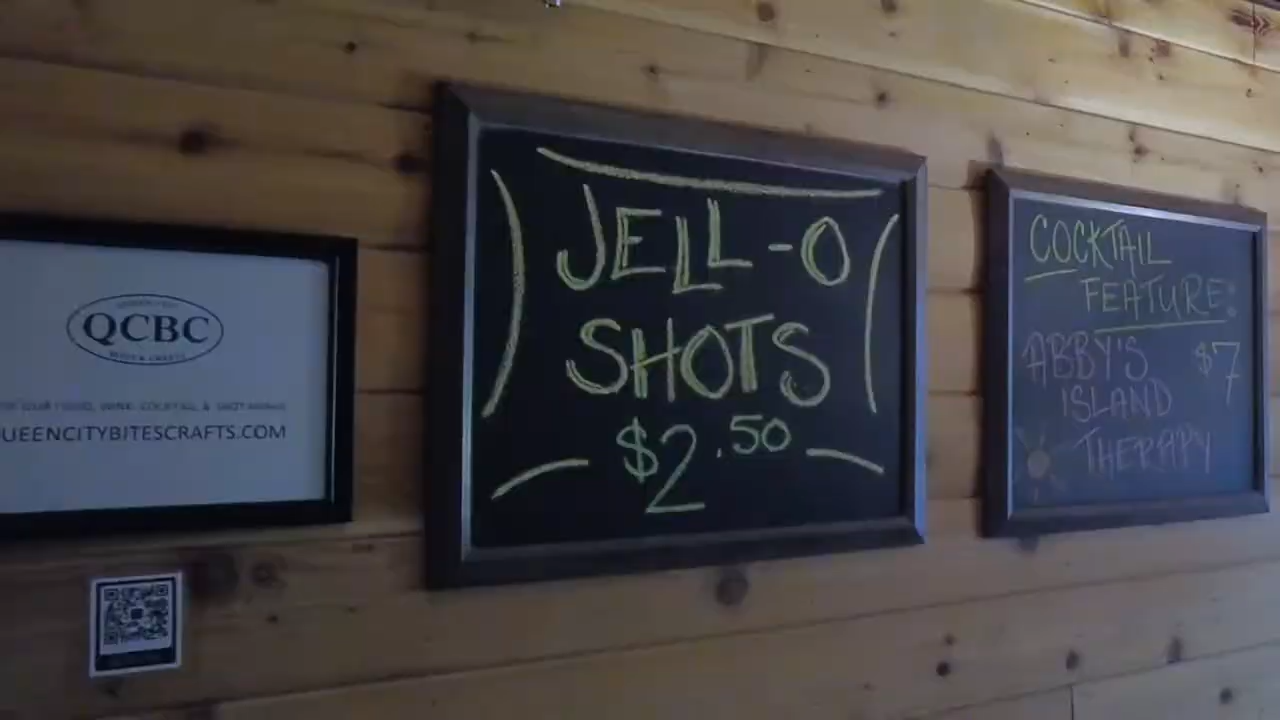 QCBC
UEENCITYBITESCRAFTS.COM
JELL-O
SHOTS
$2.50
COCKTAIL
FEATURE:
ABBY'S $7
ISLAND
THERAPY